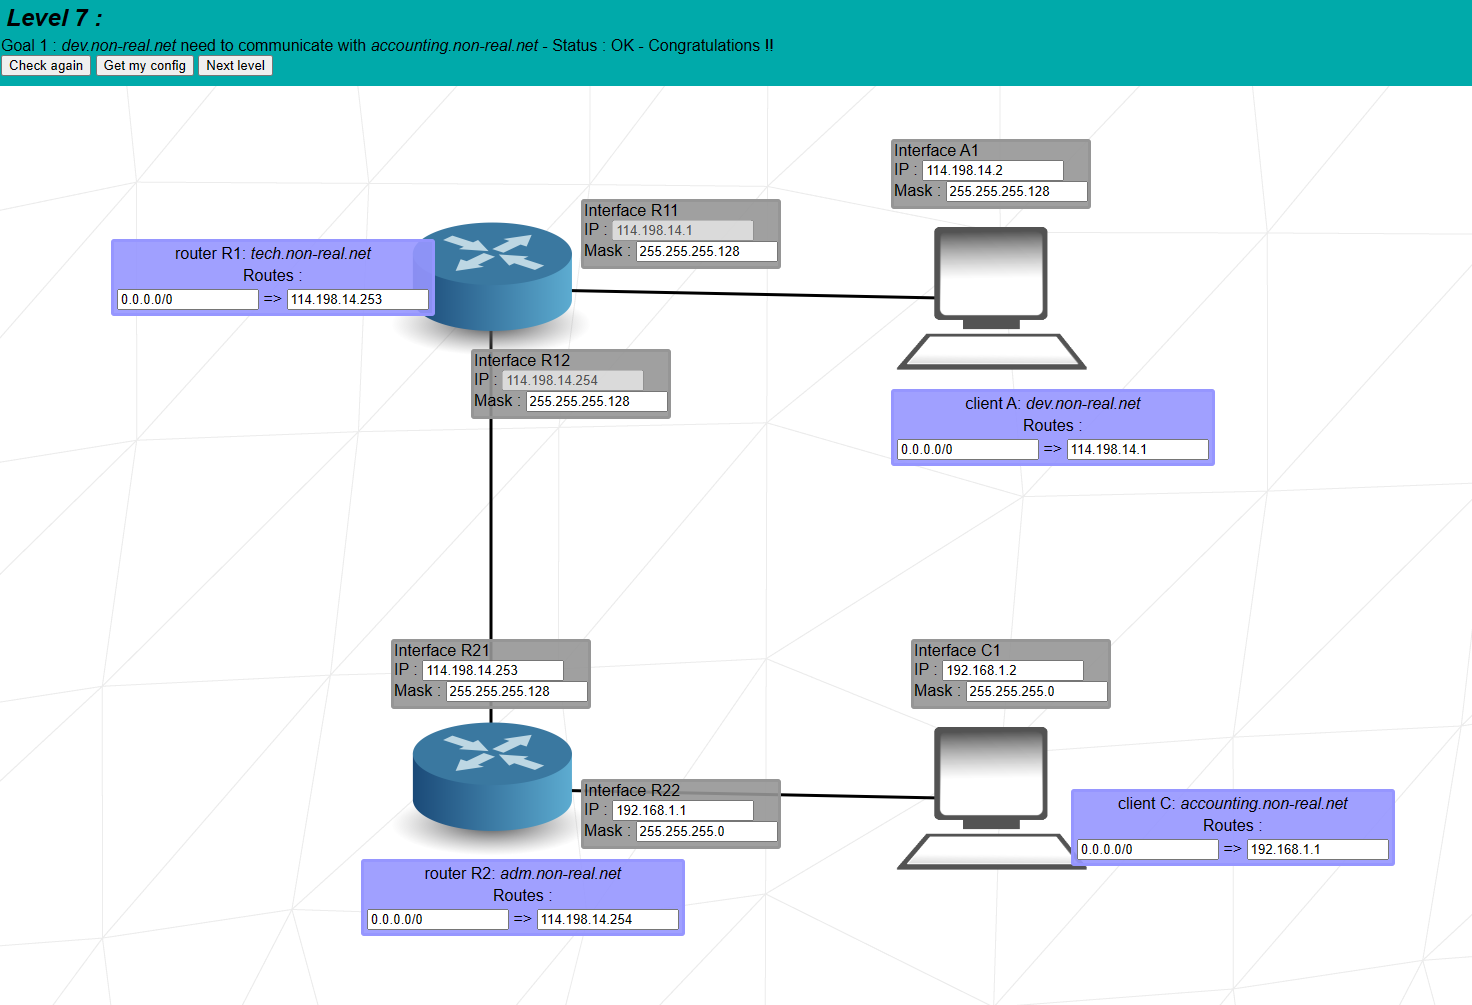 Level 7 :
Goal 1 : dev.non-real.net need to communicate with accounting.non-real.net - Status : OK - Congratulations !!
Check again Get my config Next level
Interface A1
IP : 114.198.14.2
Mask : 255.255.255.128
Interface R11
IP : 114.198.14.1
Mask : 255.255.255.128
router R1: tech.non-real.net
Routes :
0.0.0.0/0 => 114.198.14.253
Interface R12
IP : 114.198.14.254
Mask : 255.255.255.128
client A: dev.non-real.net
Routes :
0.0.0.0/0 => 114.198.14.1
Interface R21
IP : 114.198.14.253
Mask : 255.255.255.128
Interface C1
IP : 192.168.1.2
Mask : 255.255.255.0
Interface R22
IP : 192.168.1.1
Mask : 255.255.255.0
client C: accounting.non-real.net
Routes :
0.0.0.0/0 => 192.168.1.1
router R2: adm.non-real.net
Routes :
0.0.0.0/0 => 114.198.14.254